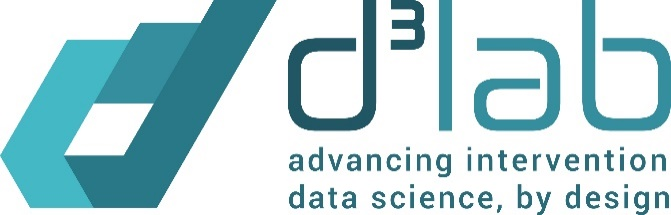 d³lab
advancing intervention
data science, by design